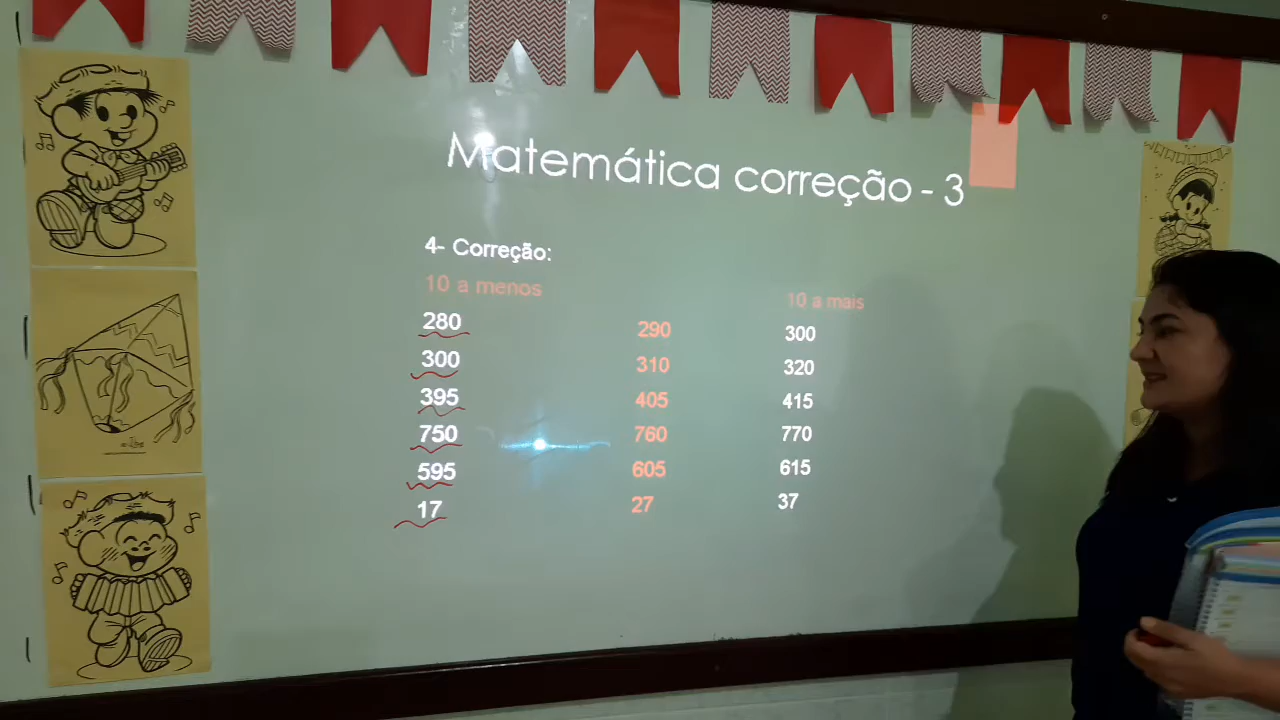 Matemática correção - 3
4- Correção:
10 a menos 10 a mais
280 290 300
300 310 320
395 405 415
750 760 770
595 605 615
17 27 37